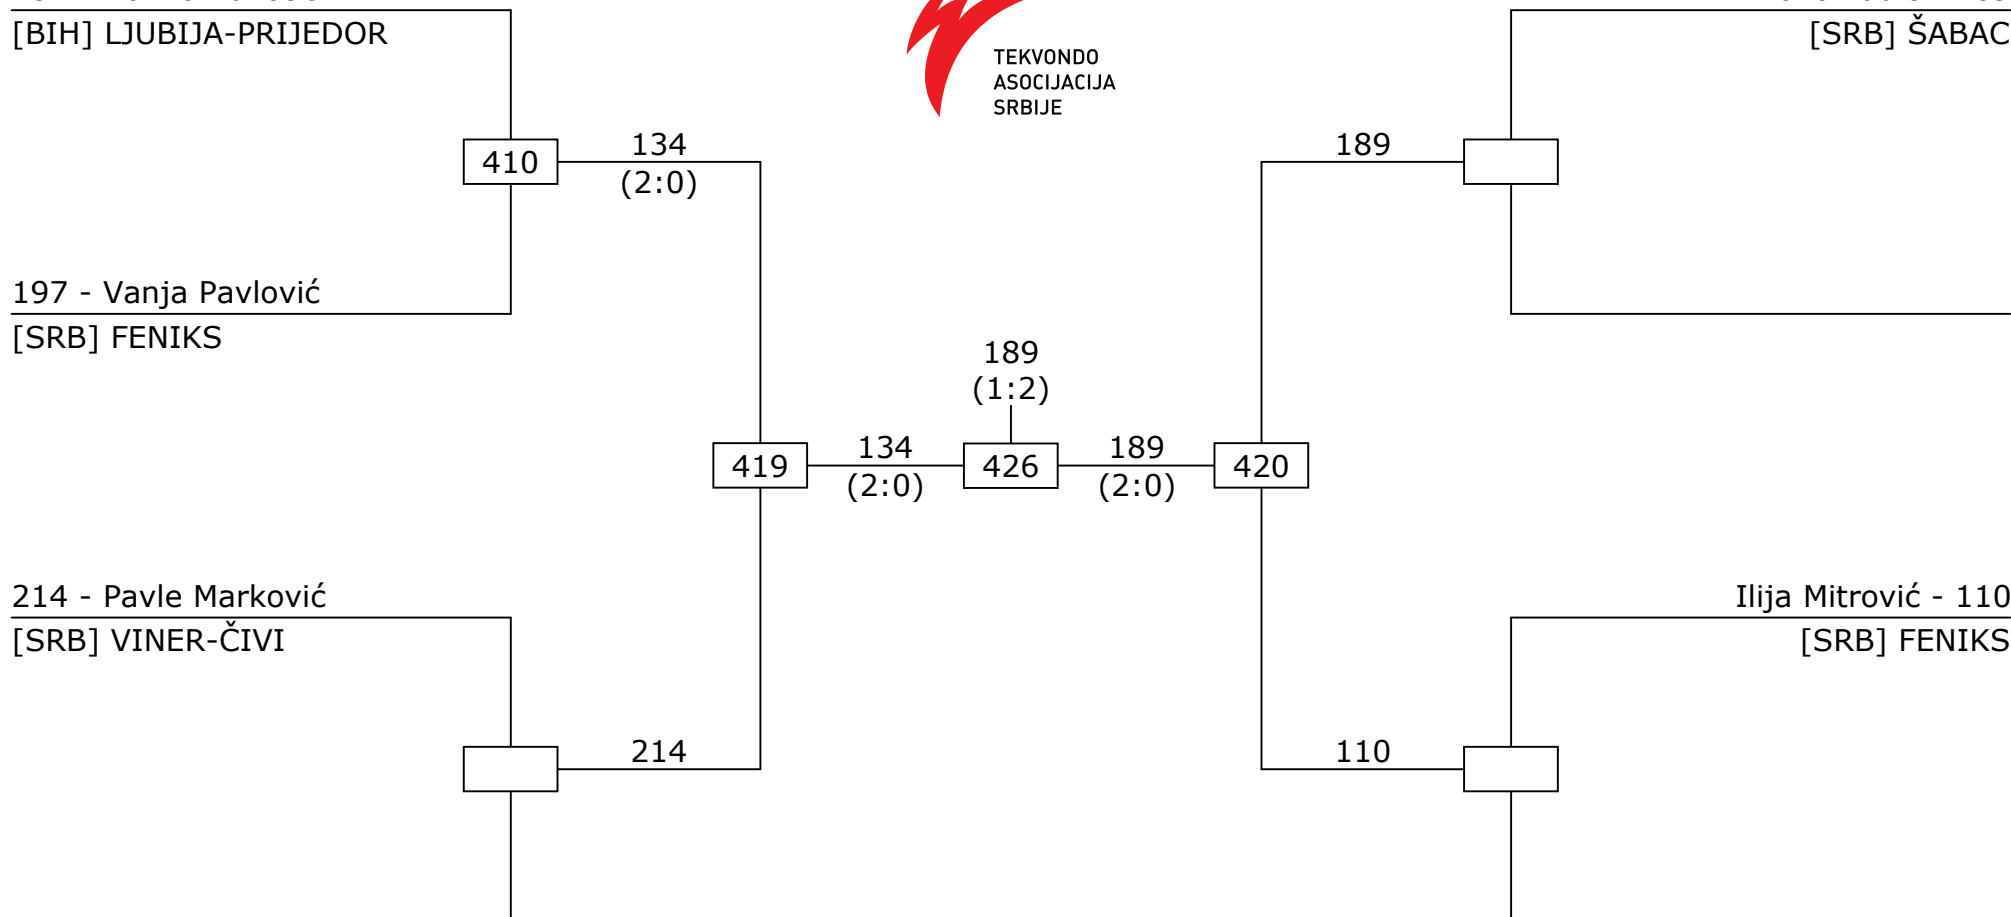 [BIH] LJUBIJA-PRIJEDOR
[SRB] ŠABAC
TEKVONDO
ASOCIJACIJA
SRBIJE
410
134
(2:0)
189
197 - Vanja Pavlović
[SRB] FENIKS
189
(1:2)
419
134
(2:0)
426
189
(2:0)
420
214 - Pavle Marković
[SRB] VINER-ČIVI
Ilija Mitrović - 110
[SRB] FENIKS
214
110